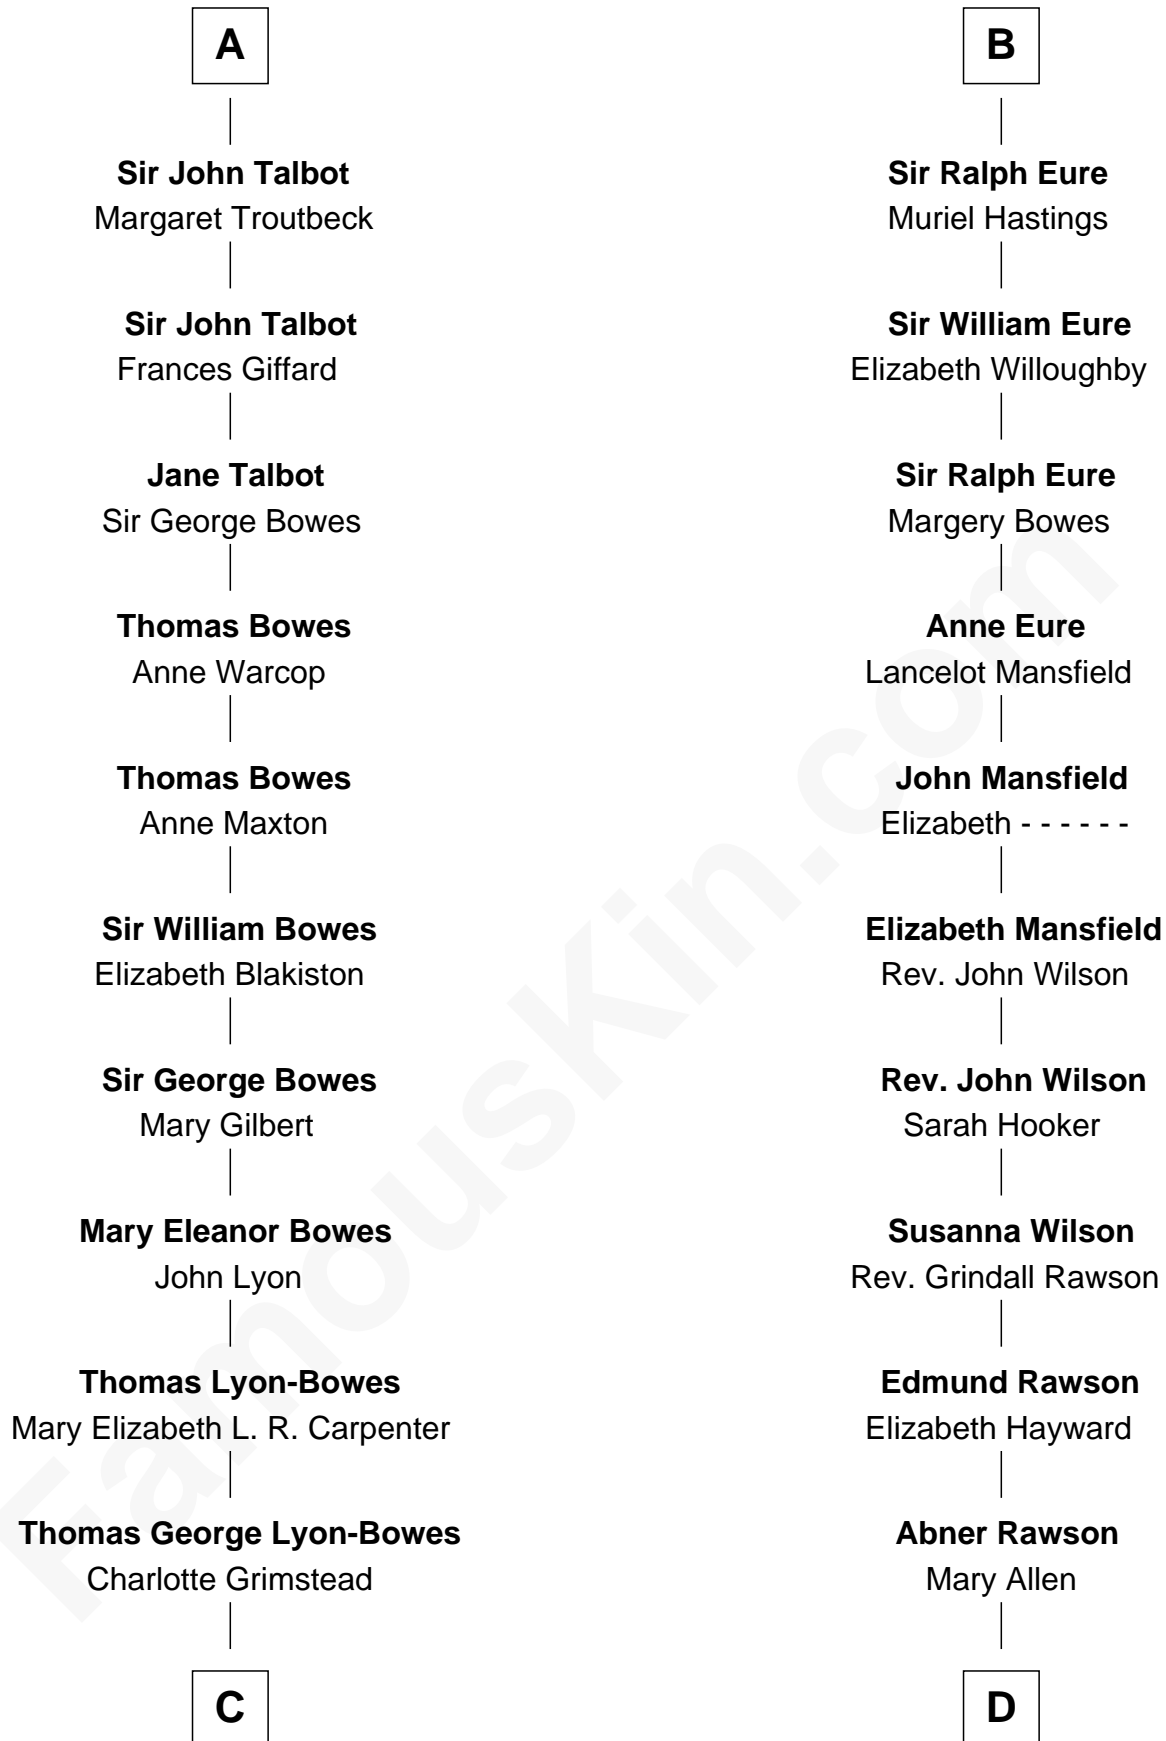 A
Sir John Talbot
Margaret Troutbeck
Sir John Talbot
Frances Giffard
Jane Talbot
Sir George Bowes
Thomas Bowes
Anne Warcop
Thomas Bowes
Anne Maxton
Sir William Bowes
Elizabeth Blakiston
Sir George Bowes
Mary Gilbert
Mary Eleanor Bowes
John Lyon
Thomas Lyon-Bowes
Mary Elizabeth L. R. Carpenter
Thomas George Lyon-Bowes
Charlotte Grimstead
C
B
Sir Ralph Eure
Muriel Hastings
Sir William Eure
Elizabeth Willoughby
Sir Ralph Eure
Margery Bowes
Anne Eure
Lancelot Mansfield
John Mansfield
Elizabeth - - - - - -
Elizabeth Mansfield
Rev. John Wilson
Rev. John Wilson
Sarah Hooker
Susanna Wilson
Rev. Grindall Rawson
Edmund Rawson
Elizabeth Hayward
Abner Rawson
Mary Allen
D
FamousKin.com